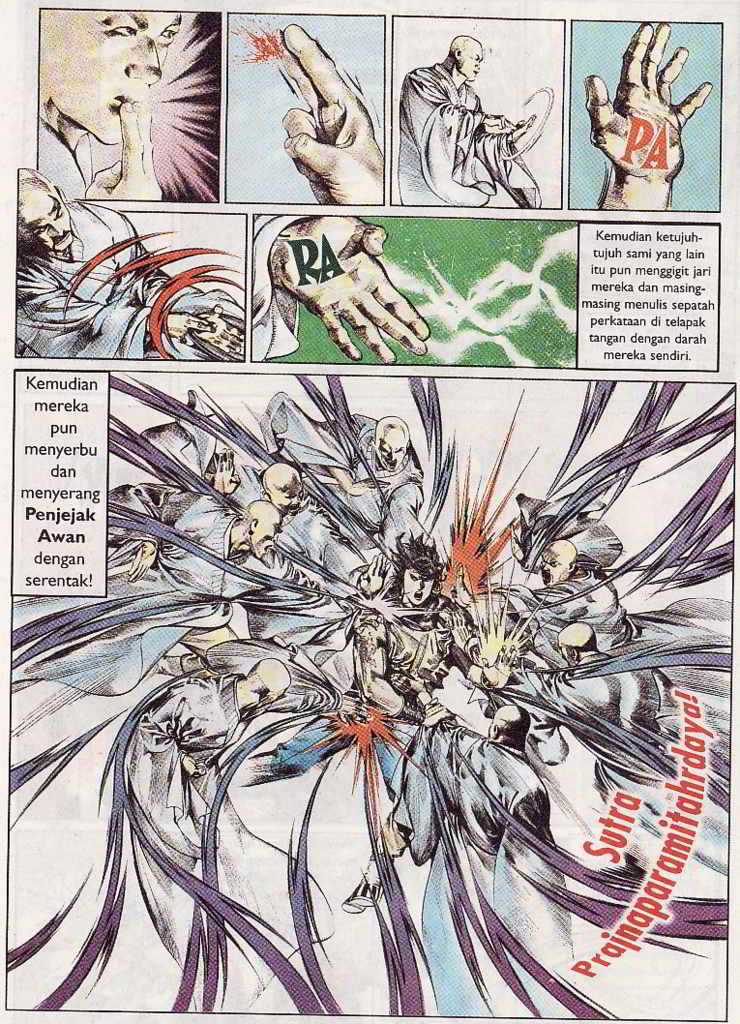 PA
RA
Kemudian ketujuh-
tujuh sami yang lain
itu pun menggigit jari
mereka dan masing-
masing menulis sepatah
perkataan di telapak
tangan dengan darah
mereka sendiri.
Kemudian
mereka
pun
menyerbu
dan
menyerang
Penjejak
Awan
dengan
serentak!
Sutra
Prajnaparamitahrdaya!